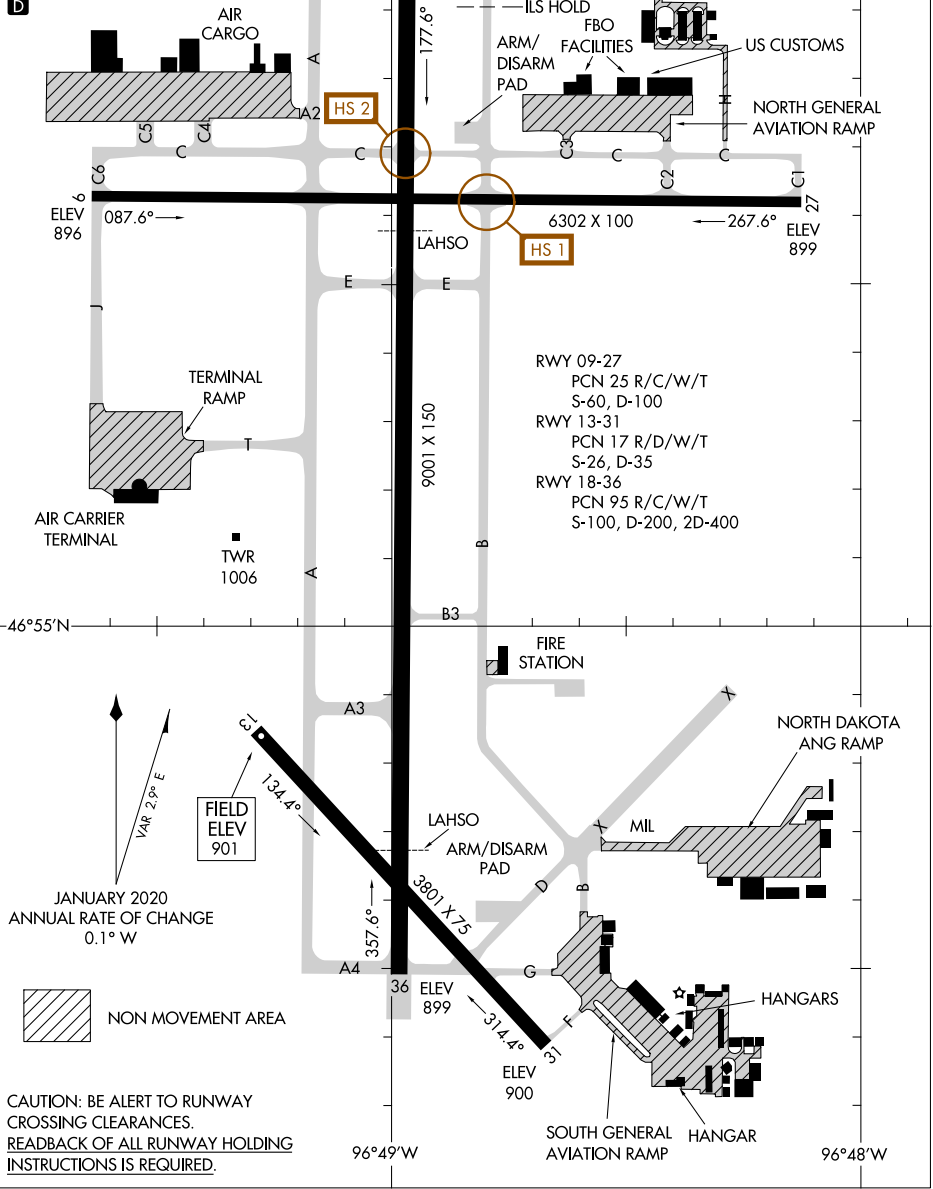 D
AIR
CARGO
A
177.6°
ILS HOLD
FBO
FACILITIES
US CUSTOMS
ARM/
DISARM
PAD
HS 2
A2
H
NORTH GENERAL
AVIATION RAMP
C5
C4
C3
C
C
C
C
C6
C2
C1
9
27
ELEV
896
087.6°
6302 X 100
267.6°
ELEV
899
LAHSO
HS 1
E
E
J
RWY 09-27
PCN 25 R/C/W/T
S-60, D-100
RWY 13-31
PCN 17 R/D/W/T
S-26, D-35
RWY 18-36
PCN 95 R/C/W/T
S-100, D-200, 2D-400
TERMINAL
RAMP
T
9001 X 150
AIR CARRIER
TERMINAL
TWR
1006
A
B
B3
46°55'N
FIRE
STATION
A3
X
NORTH DAKOTA
ANG RAMP
13
VAR 2.9° E
134.4°
FIELD
ELEV
901
LAHSO
X
MIL
ARM/DISARM
PAD
D
B
JANUARY 2020
ANNUAL RATE OF CHANGE
0.1° W
3801 X 75
357.6°
A4
G
36
ELEV
899
HANGARS
NON MOVEMENT AREA
314.4°
F
31
ELEV
900
CAUTION: BE ALERT TO RUNWAY
CROSSING CLEARANCES.
READBACK OF ALL RUNWAY HOLDING
INSTRUCTIONS IS REQUIRED.
SOUTH GENERAL
AVIATION RAMP
HANGAR
96°49'W
96°48'W